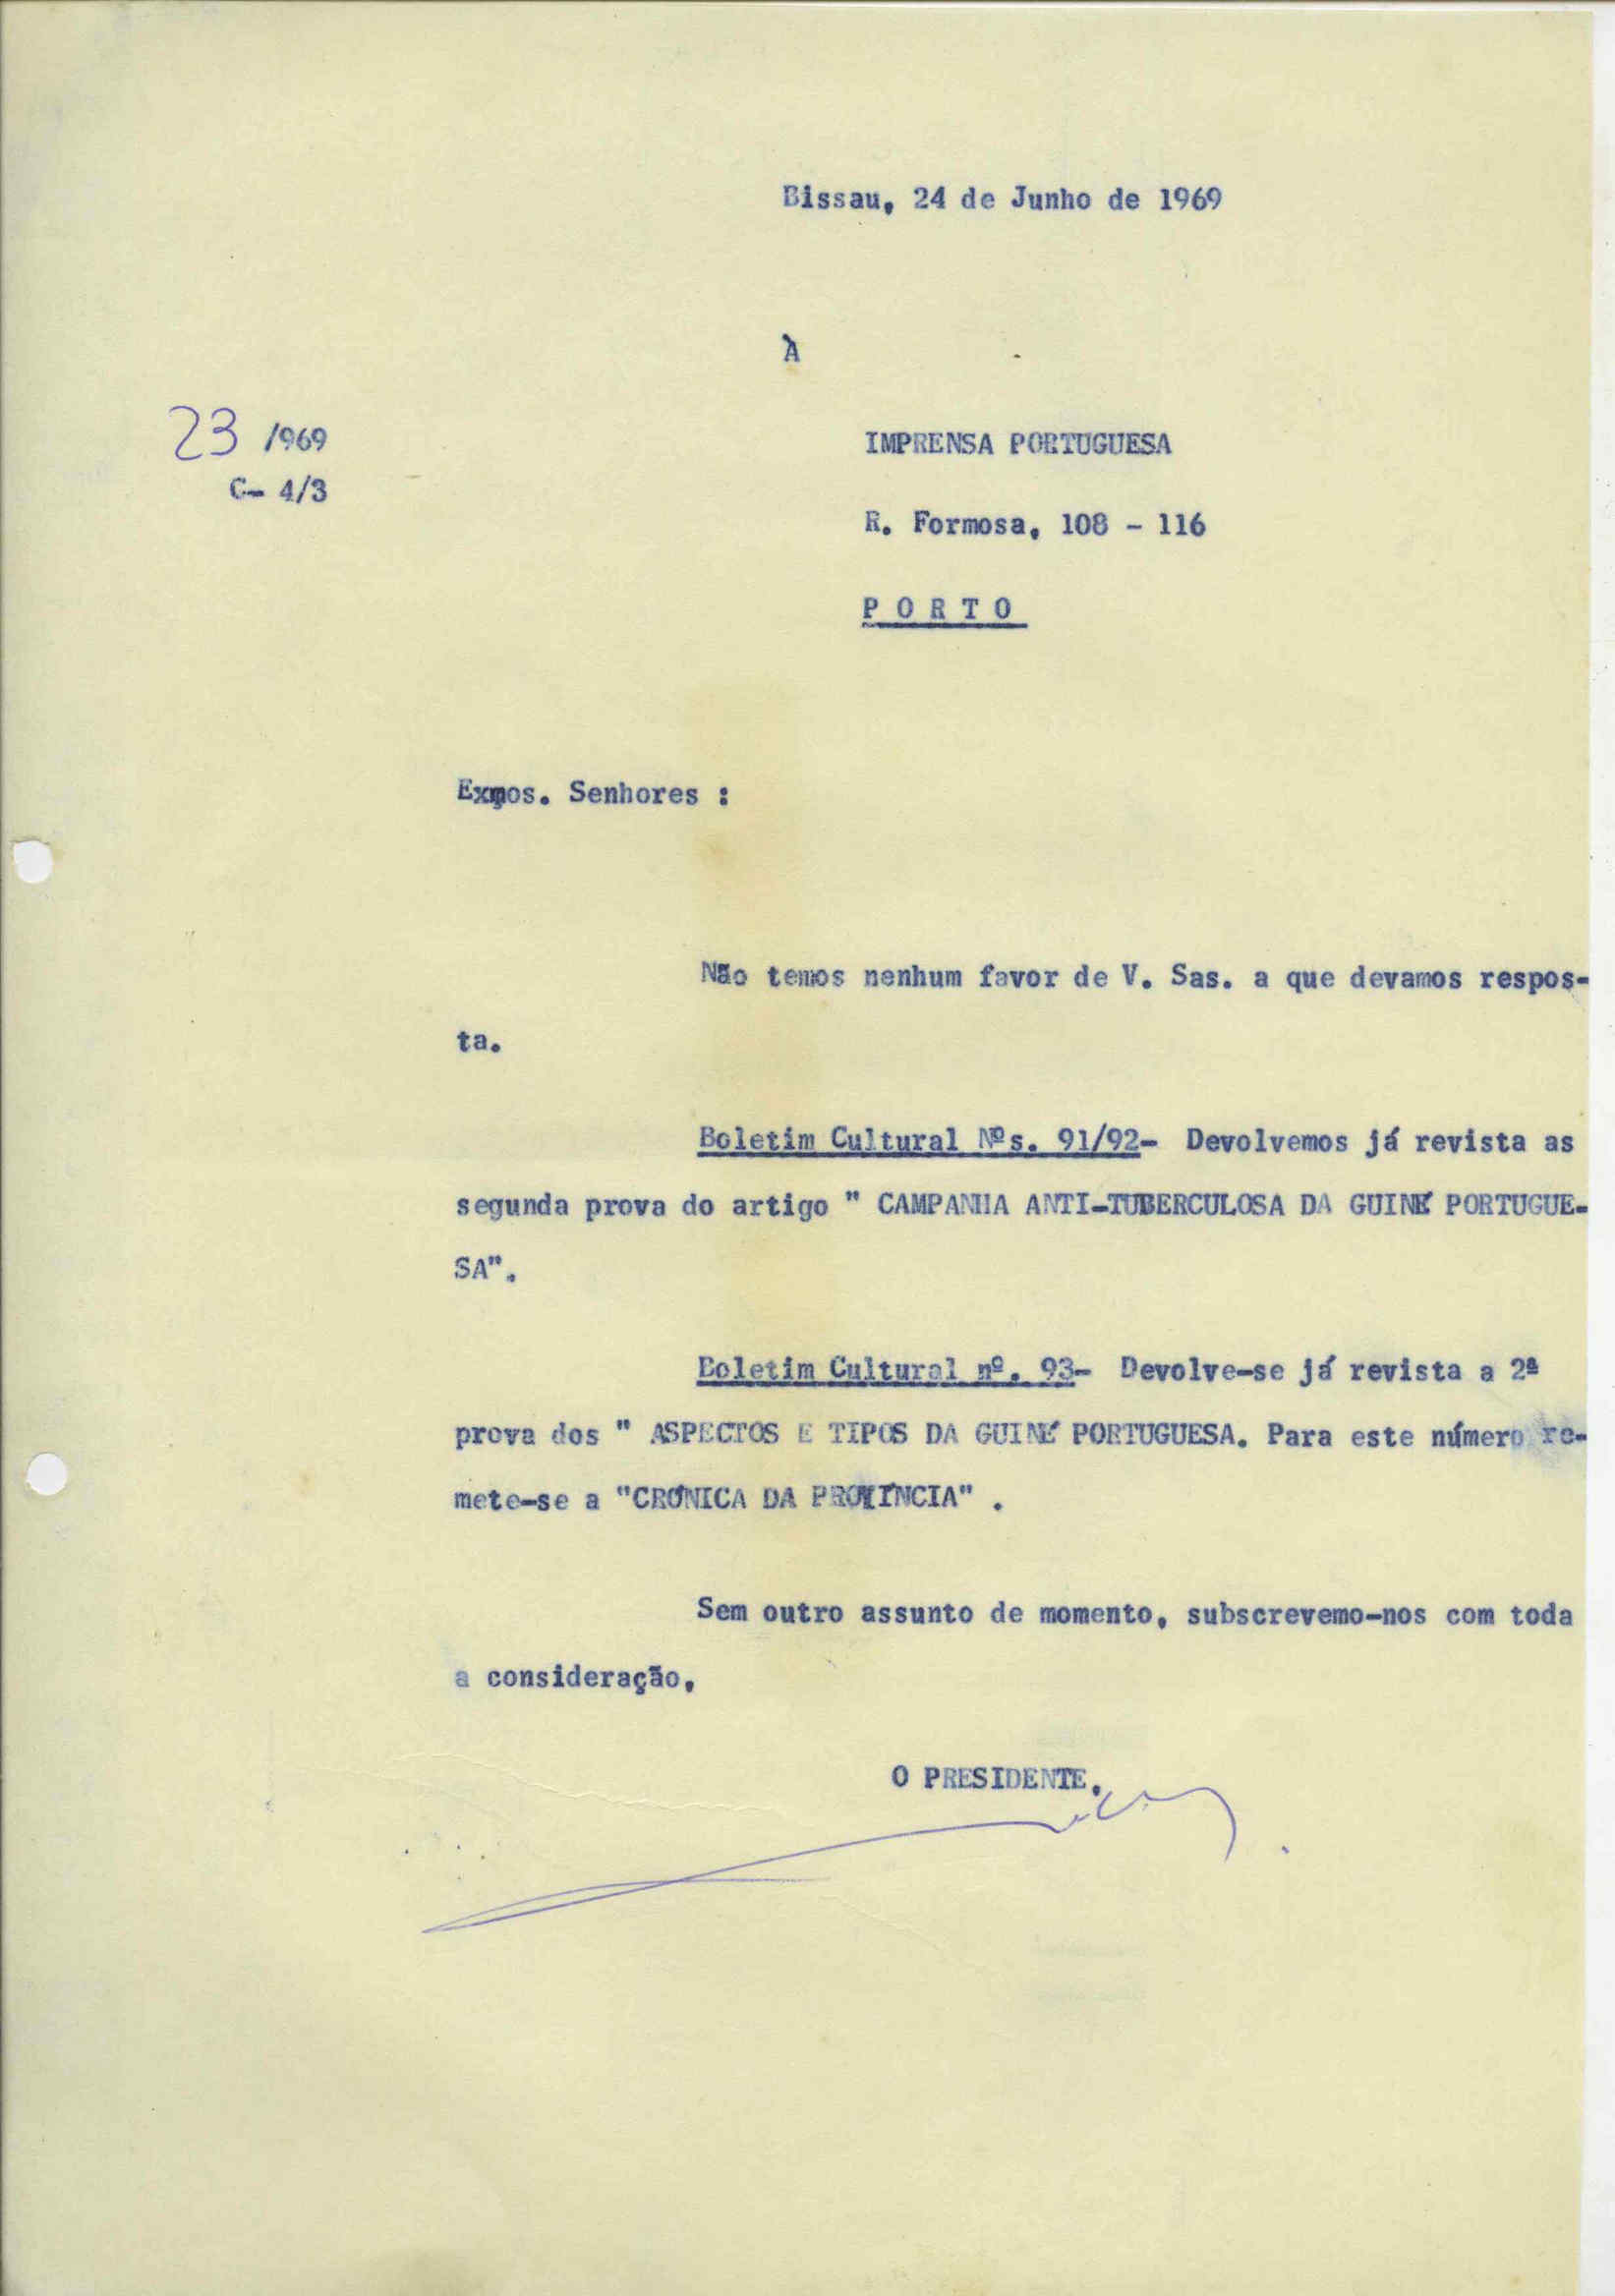 Bissau, 24 de Junho de 1969
À
23 /969
C- 4/3
IMPRENSA PORTUGUESA
R. Formosa, 108 - 116
P O R T O
Exmos. Senhores :
Não temos nenhum favor de V. Sas. a que devamos respos-
ta.
Boletim Cultural Nºs. 91/92- Devolvemos já revista as
segunda prova do artigo " CAMPANHA ANTI-TUBERCULOSA DA GUINÉ PORTUGUE-
SA".
Boletim Cultural nº. 93- Devolve-se já revista a 2ª
prova dos " ASPECTOS E TIPOS DA GUINÉ PORTUGUESA. Para este número re-
mete-se a "CRÓNICA DA PROVÍNCIA" .
Sem outro assunto de momento, subscrevemo-nos com toda
a consideração,
O PRESIDENTE,